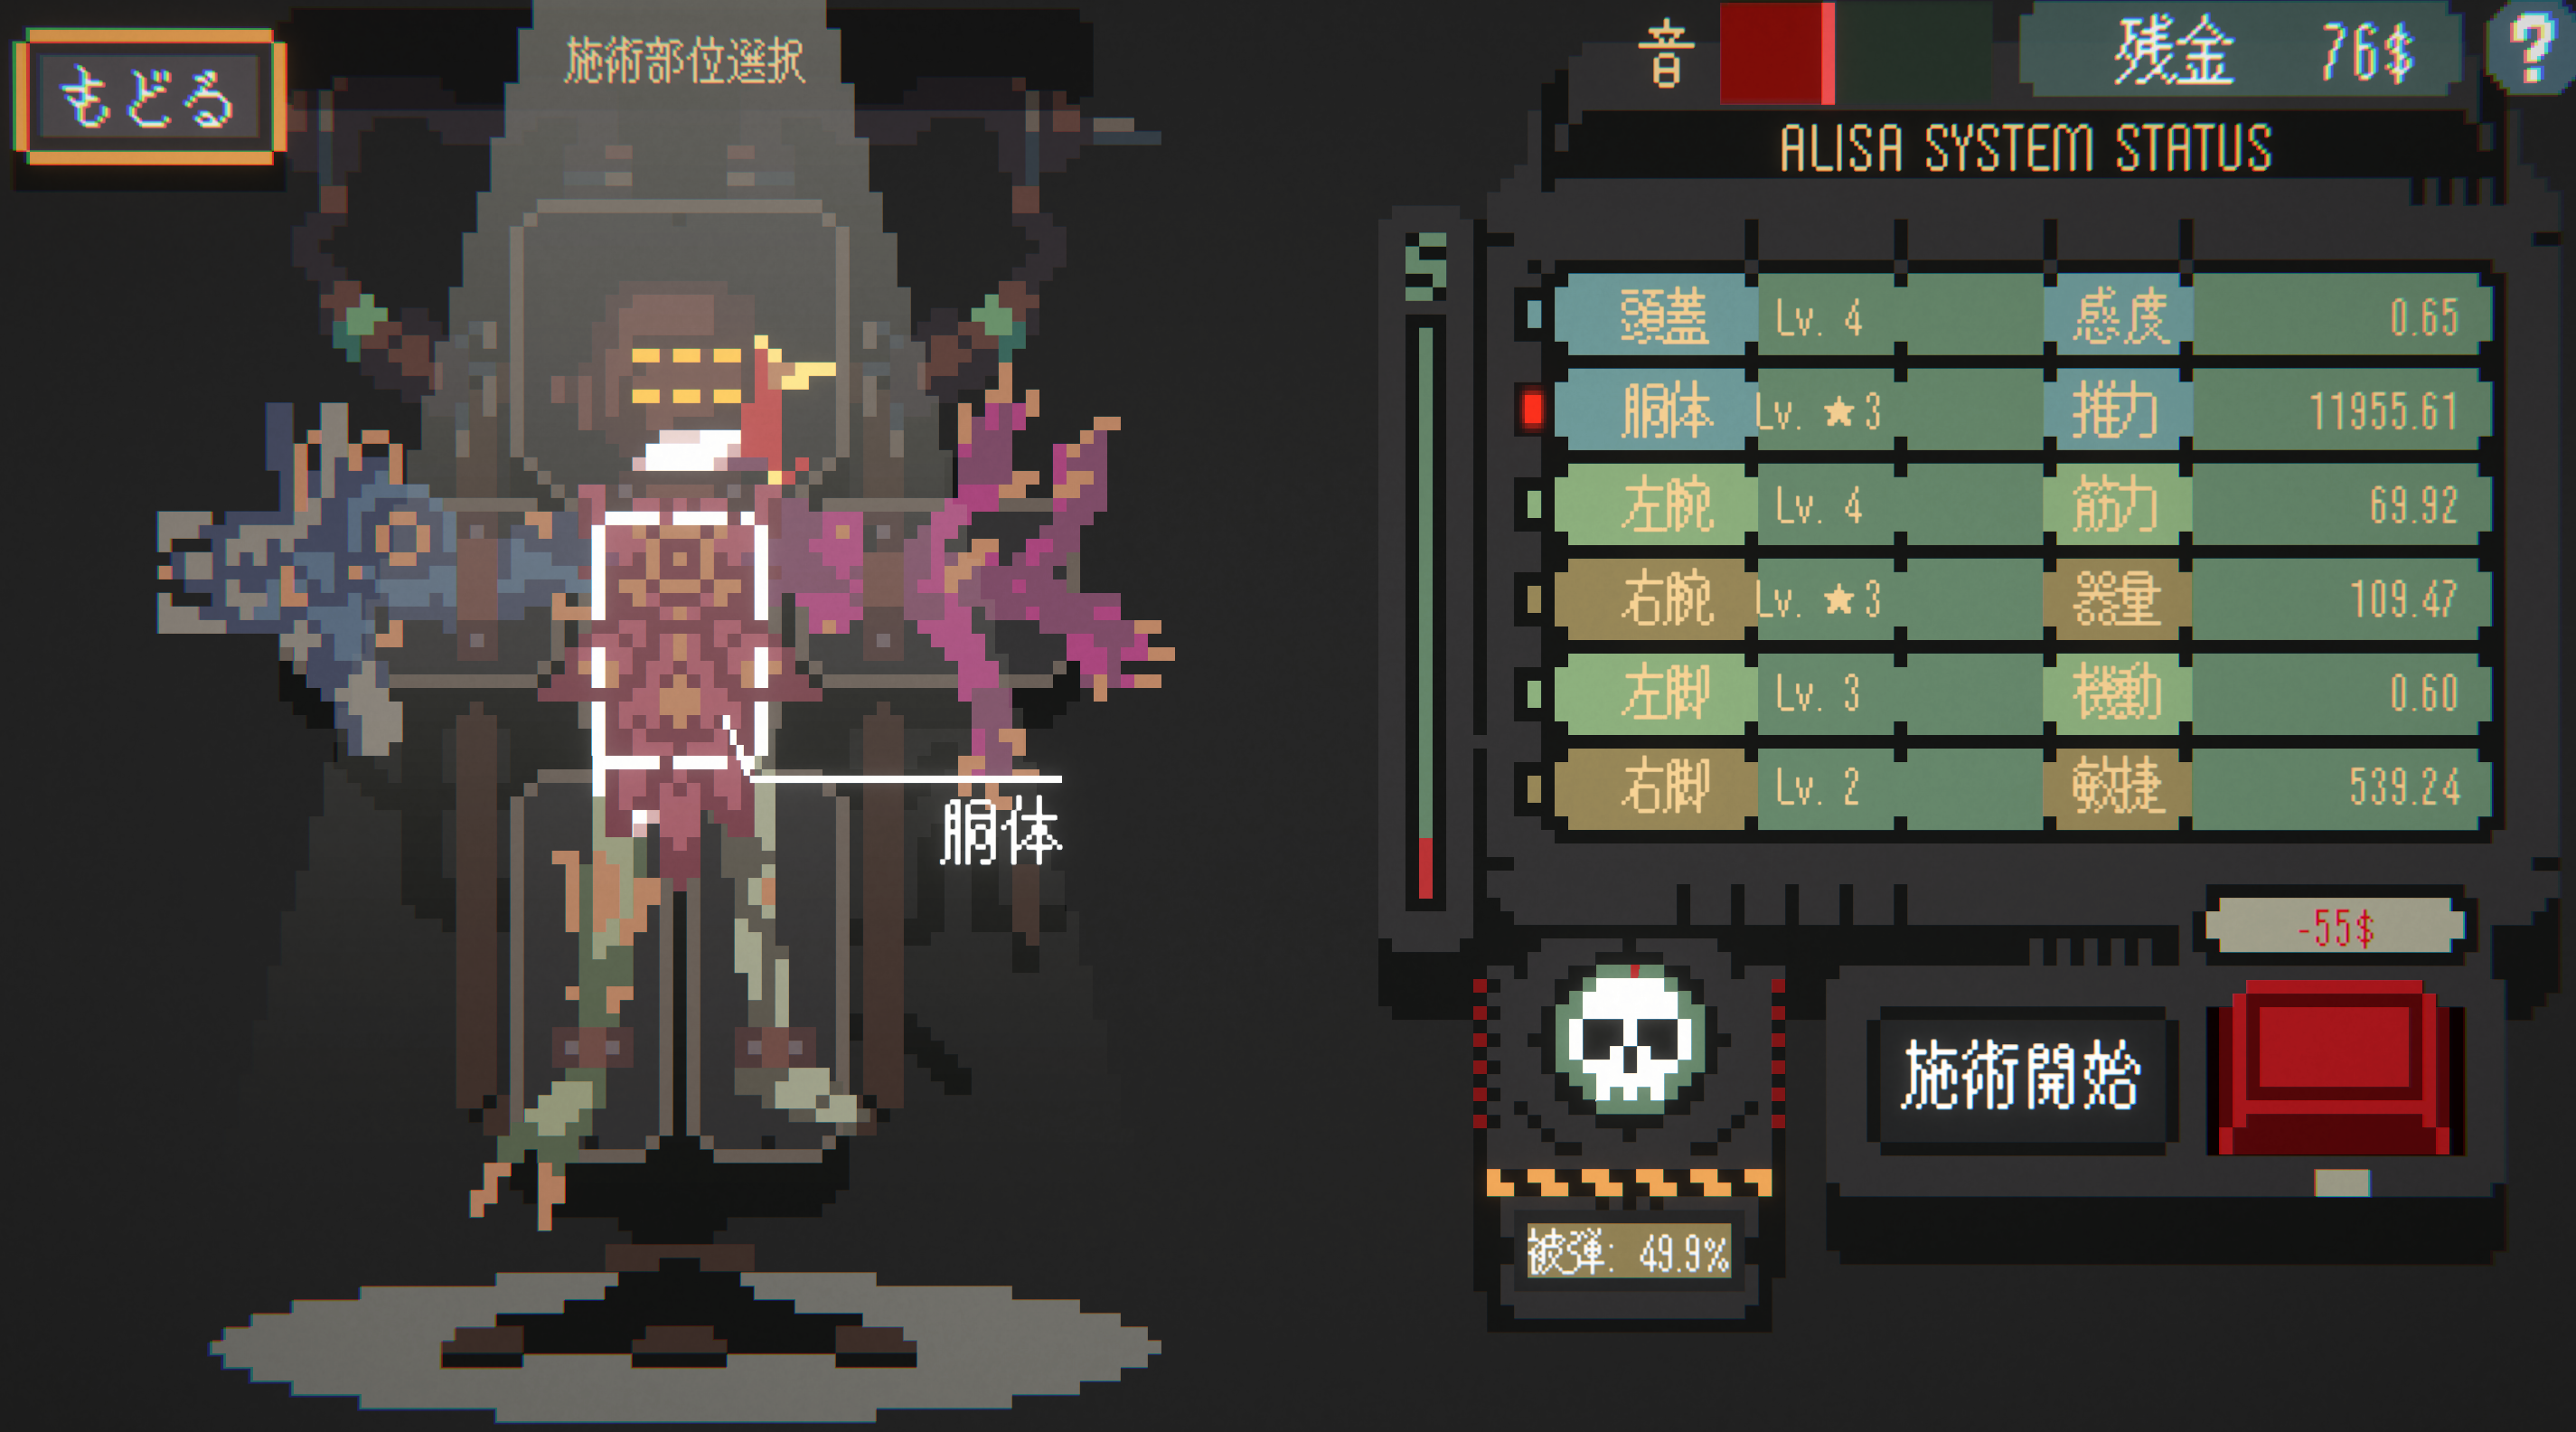 もどる
施術部位選択
音
残金 76$
?
ALISA SYSTEM STATUS
S
頭蓋 Lv. 4 感度 0.65
胴体 Lv. ★3 推力 11955.61
左腕 Lv. 4 筋力 69.92
右腕 Lv. ★3 器量 109.47
左脚 Lv. 3 機動 0.60
右脚 Lv. 2 敏捷 539.24
胴体
-55$
施術開始
被弾: 49.9%